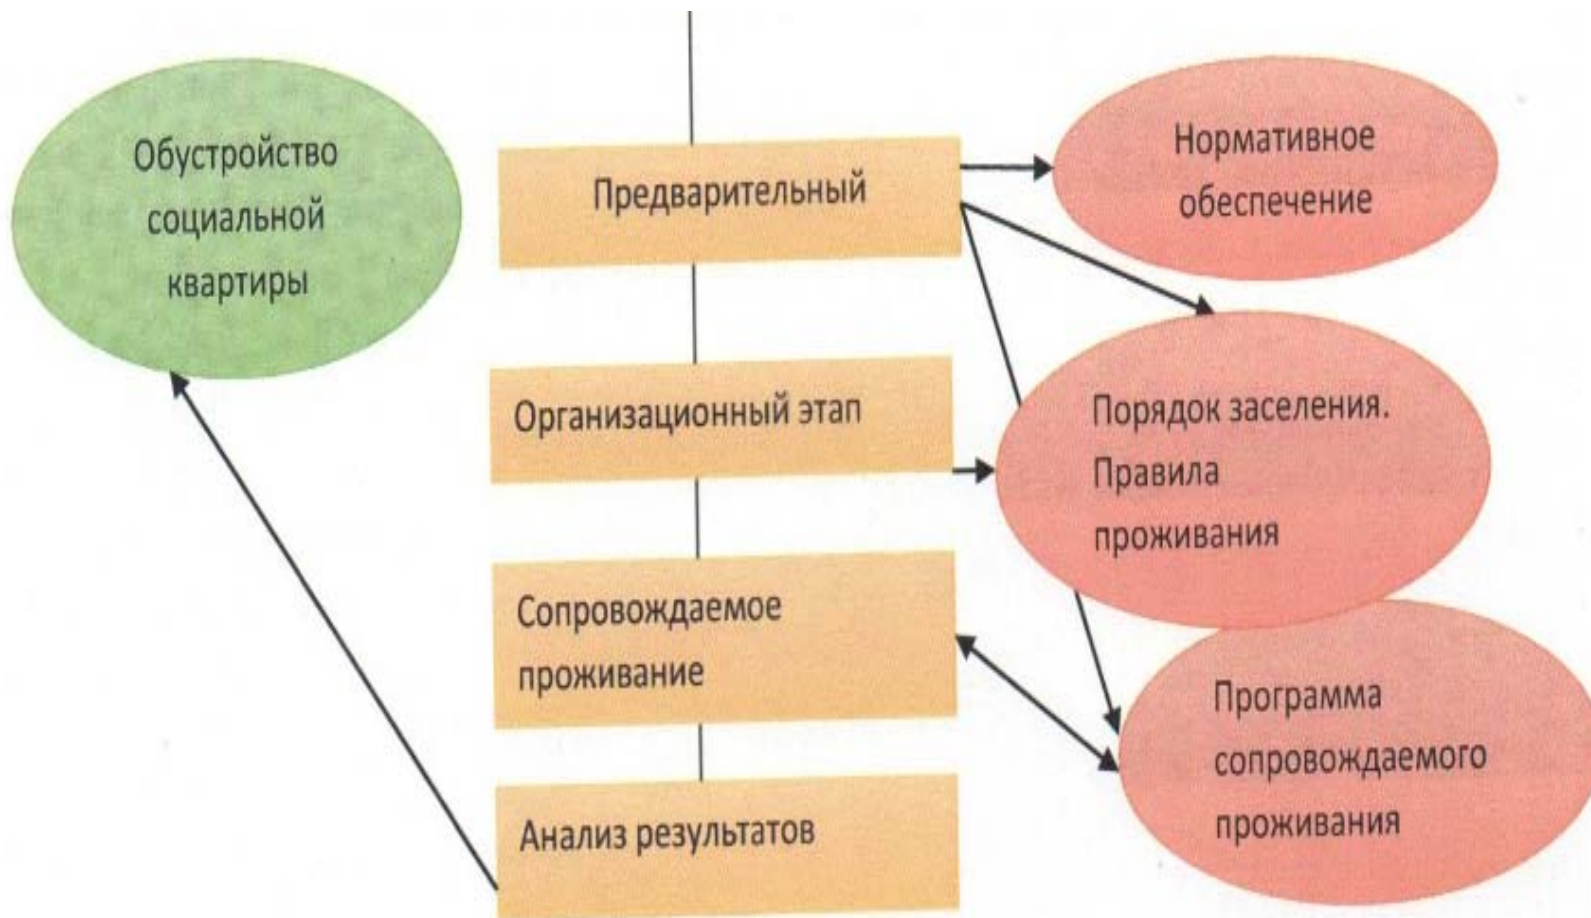 Обустройство
социальной
квартиры
Предварительный
Нормативное
обеспечение
Организационный этап
Порядок заселения.
Правила
проживания
Сопровождаемое
проживание
Программа
сопровождаемого
проживания
Анализ результатов